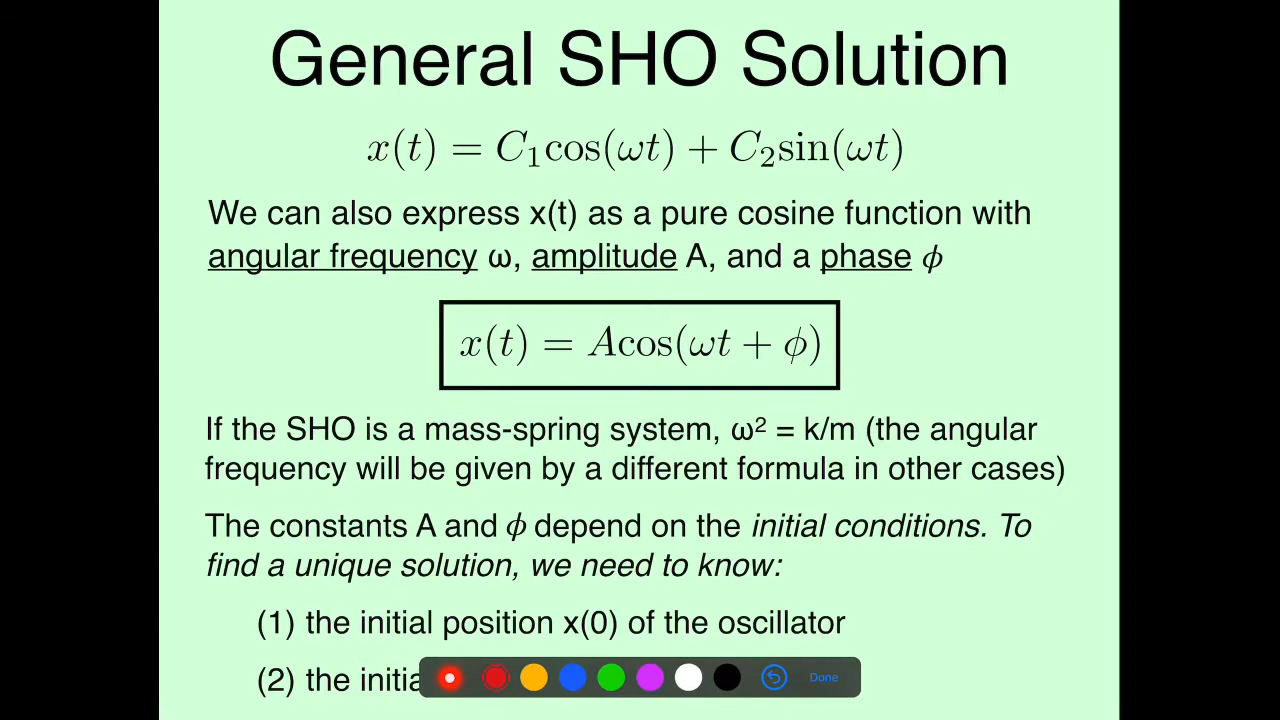 General SHO Solution
x(t) = C₁cos(ωt) + C₂sin(ωt)
We can also express x(t) as a pure cosine function with
angular frequency ω, amplitude A, and a phase ϕ
x(t) = Acos(ωt + ϕ)
If the SHO is a mass-spring system, ω² = k/m (the angular
frequency will be given by a different formula in other cases)
The constants A and ϕ depend on the initial conditions. To
find a unique solution, we need to know:
(1) the initial position x(0) of the oscillator
(2) the
Done